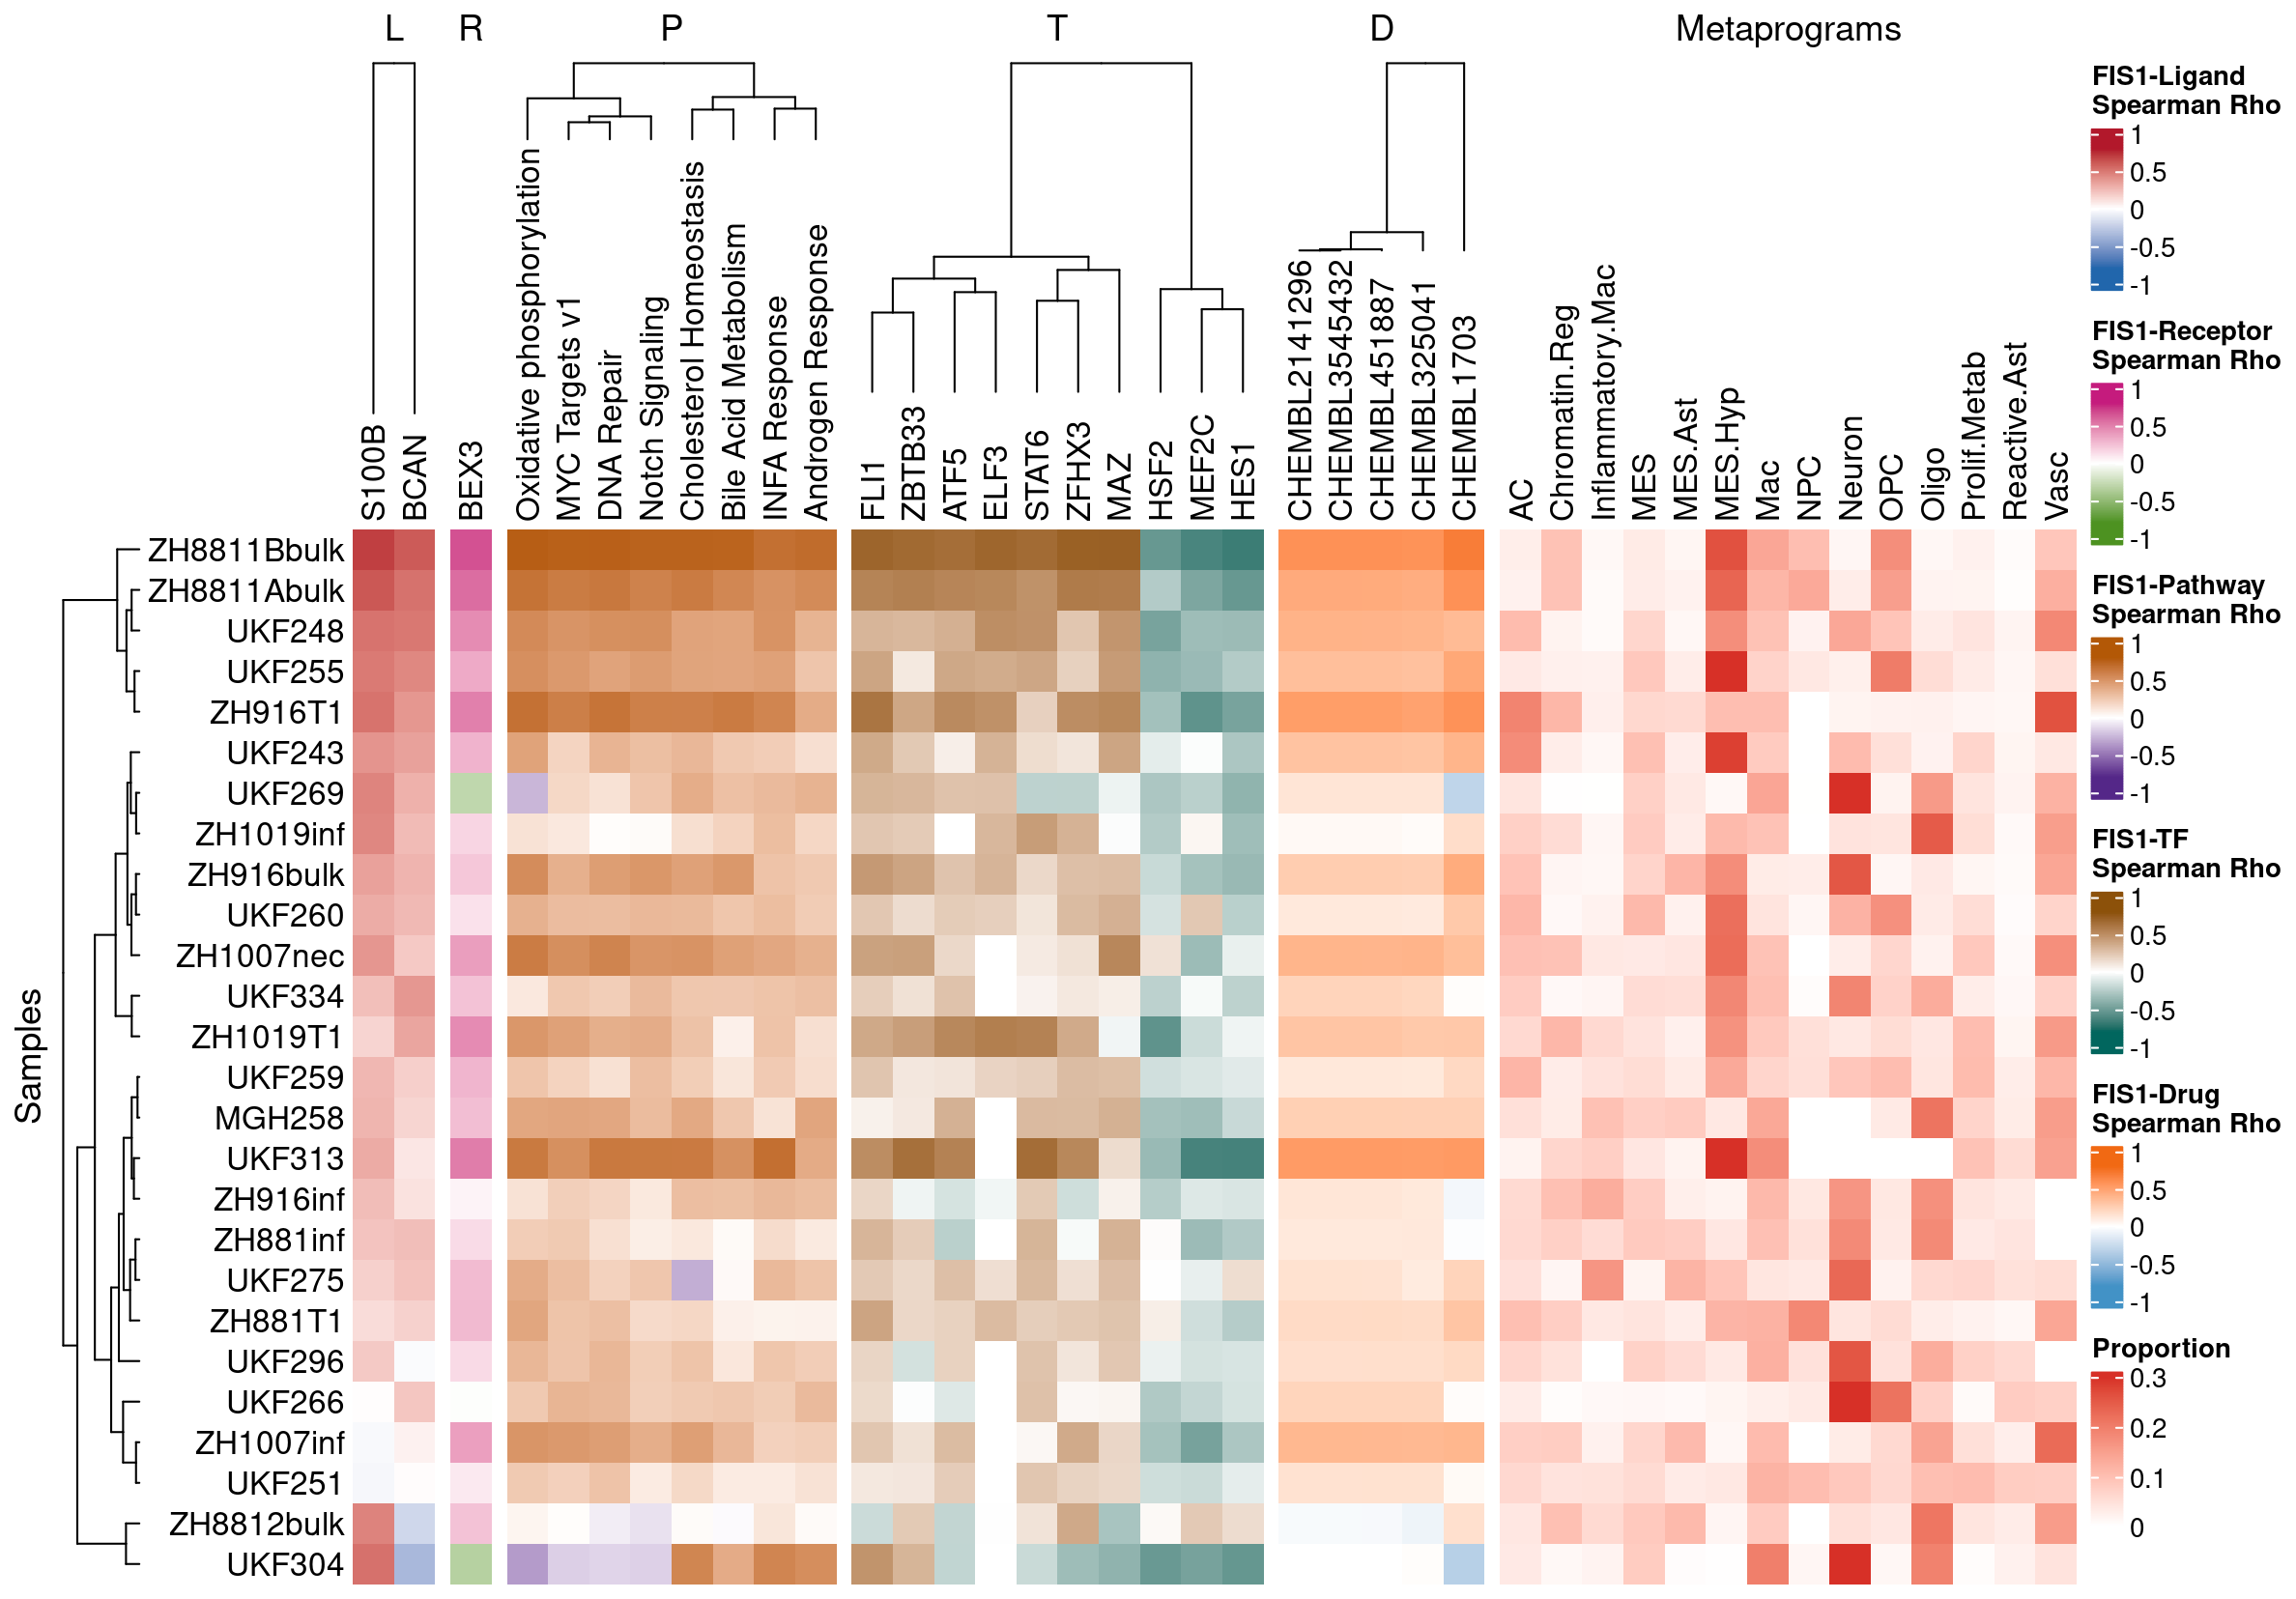 L R P T D Metaprograms
S100B
BCAN
BEX3
Oxidative phosphorylation
MYC Targets v1
DNA Repair
Notch Signaling
Cholesterol Homeostasis
Bile Acid Metabolism
INFA Response
Androgen Response
FLI1
ZBTB33
ATF5
ELF3
STAT6
ZFHX3
MAZ
HSF2
MEF2C
HES1
CHEMBL2141296
CHEMBL3545432
CHEMBL451887
CHEMBL325041
CHEMBL1703
AC
Chromatin.Reg
Inflammatory.Mac
MES
MES.Ast
MES.Hyp
Mac
NPC
Neuron
OPC
Oligo
Prolif.Metab
Reactive.Ast
Vasc
Samples
ZH8811Bbulk
ZH8811Abulk
UKF248
UKF255
ZH916T1
UKF243
UKF269
ZH1019inf
ZH916bulk
UKF260
ZH1007nec
UKF334
ZH1019T1
UKF259
MGH258
UKF313
ZH916inf
ZH881inf
UKF275
ZH881T1
UKF296
UKF266
ZH1007inf
UKF251
ZH8812bulk
UKF304
FIS1-Ligand
Spearman Rho
1
0.5
0
-0.5
-1
FIS1-Receptor
Spearman Rho
1
0.5
0
-0.5
-1
FIS1-Pathway
Spearman Rho
1
0.5
0
-0.5
-1
FIS1-TF
Spearman Rho
1
0.5
0
-0.5
-1
FIS1-Drug
Spearman Rho
1
0.5
0
-0.5
-1
Proportion
0.3
0.2
0.1
0